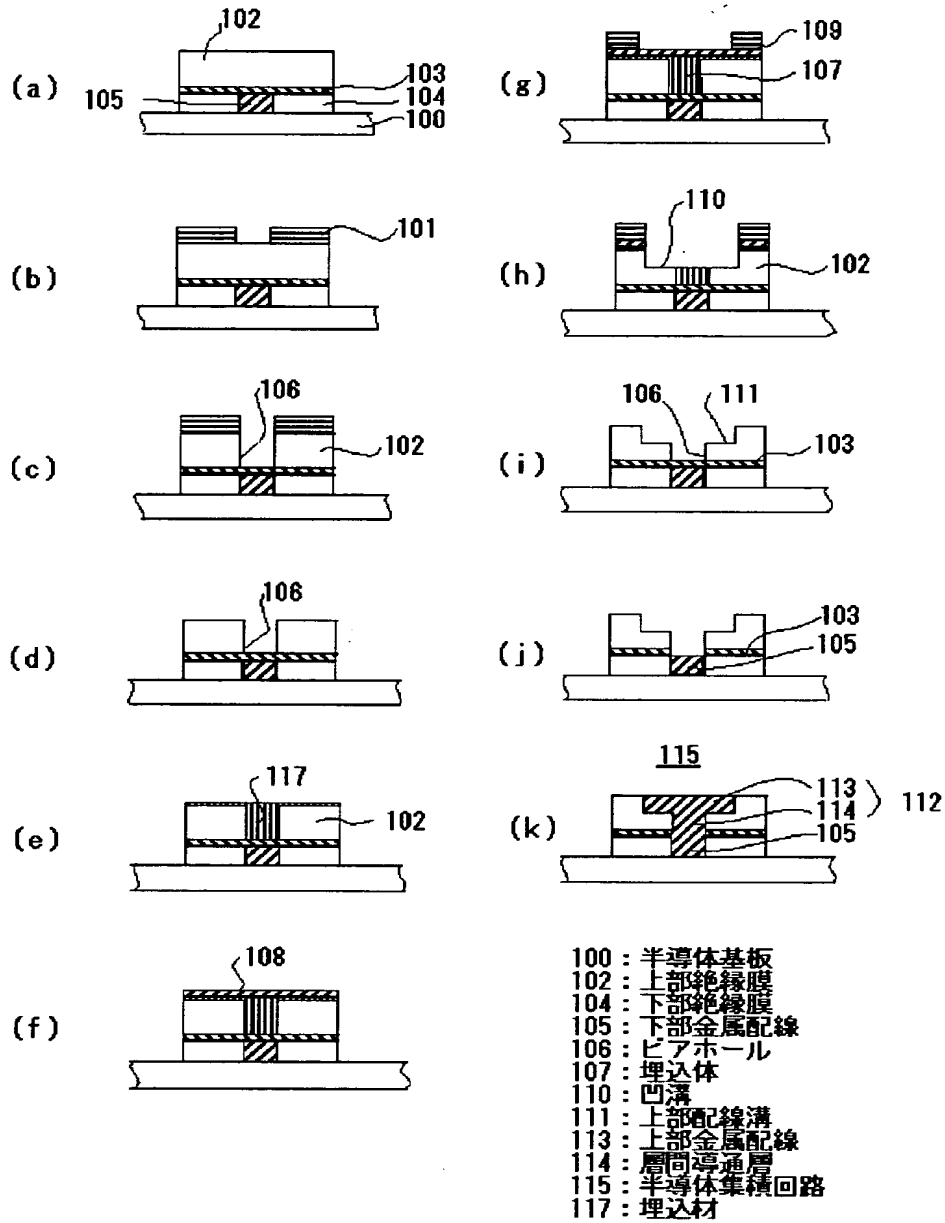 102
(a)
103
105
104
100
(b)
101
(c)
106
102
(d)
106
(e)
117
102
(f)
108
(g)
109
107
(h)
110
102
(i)
106
111
103
(j)
103
105
115
(k)
113
114
112
105
100:半導体基板
102:上部絶縁膜
104:下部絶縁膜
105:下部金属配線
106:ビアホール
107:埋込体
110:凹溝
111:上部配線溝
113:上部金属配線
114:層間導通層
115:半導体集積回路
117:埋込材